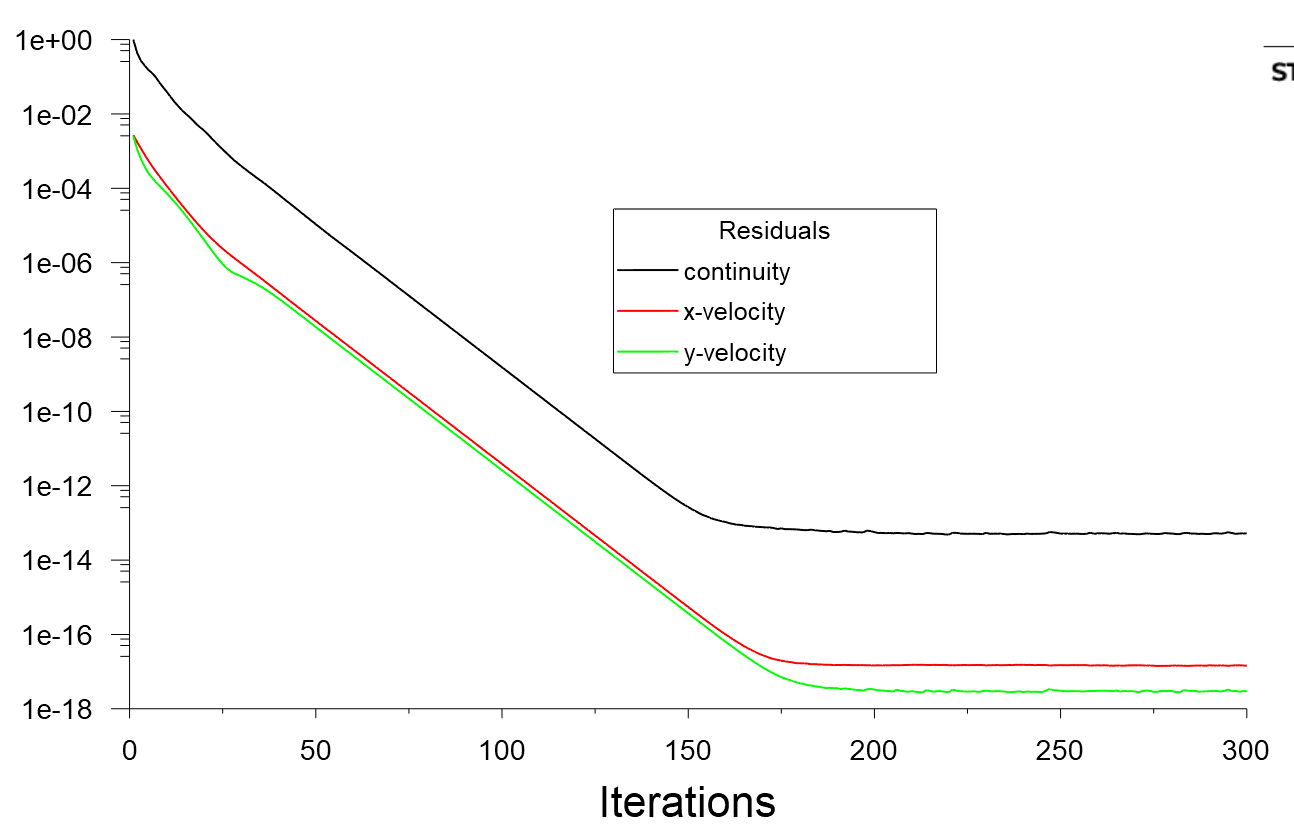 1e+00
1e-02
1e-04
1e-06
1e-08
1e-10
1e-12
1e-14
1e-16
1e-18
0 50 100 150 200 250 300
Iterations
Residuals
continuity
x-velocity
y-velocity
ST